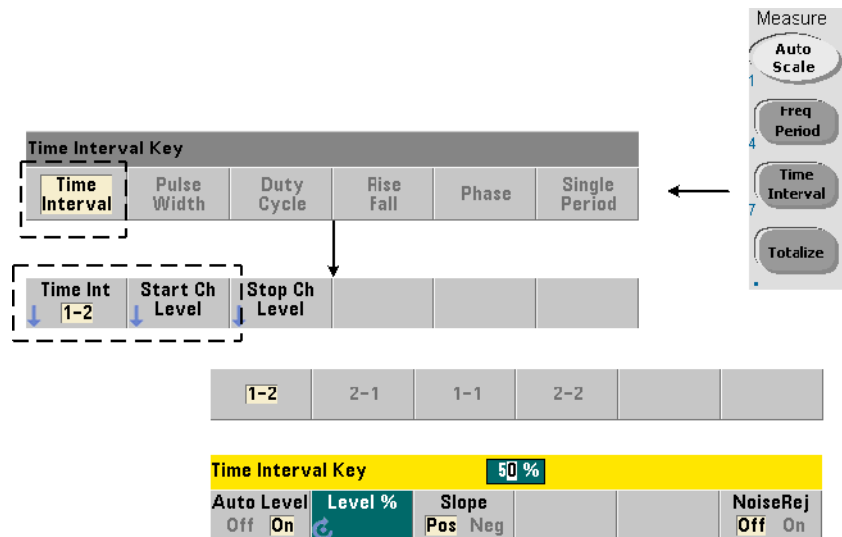 Measure
Auto
Scale
1
Freq
Period
4
Time
Interval
7
Totalize
.
Time Interval Key
Time
Interval
Pulse
Width
Duty
Cycle
Rise
Fall
Phase
Single
Period
Time Int
1-2
Start Ch
Level
Stop Ch
Level
1-2
2-1
1-1
2-2
Time Interval Key
50 %
Auto Level
Off On
Level %
Slope
Pos Neg
NoiseRej
Off On